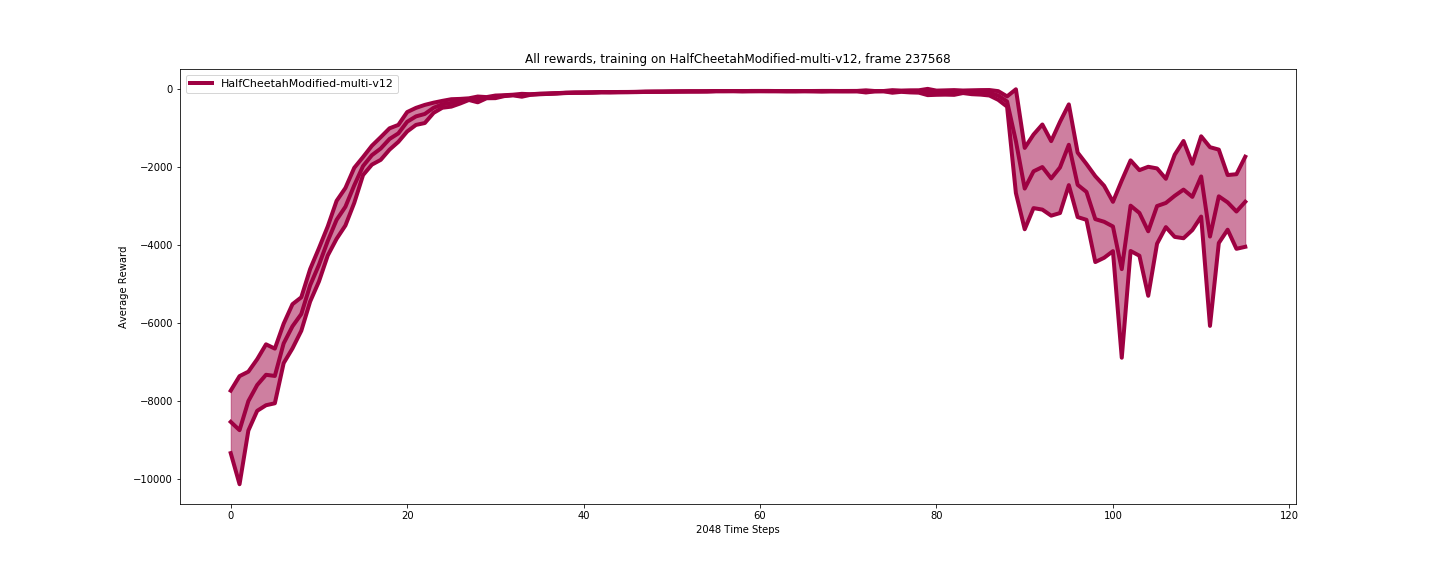 All rewards, training on HalfCheetahModified-multi-v12, frame 237568
HalfCheetahModified-multi-v12
0
−2000
−4000
−6000
−8000
−10000
Average Reward
0 20 40 60 80 100 120
2048 Time Steps